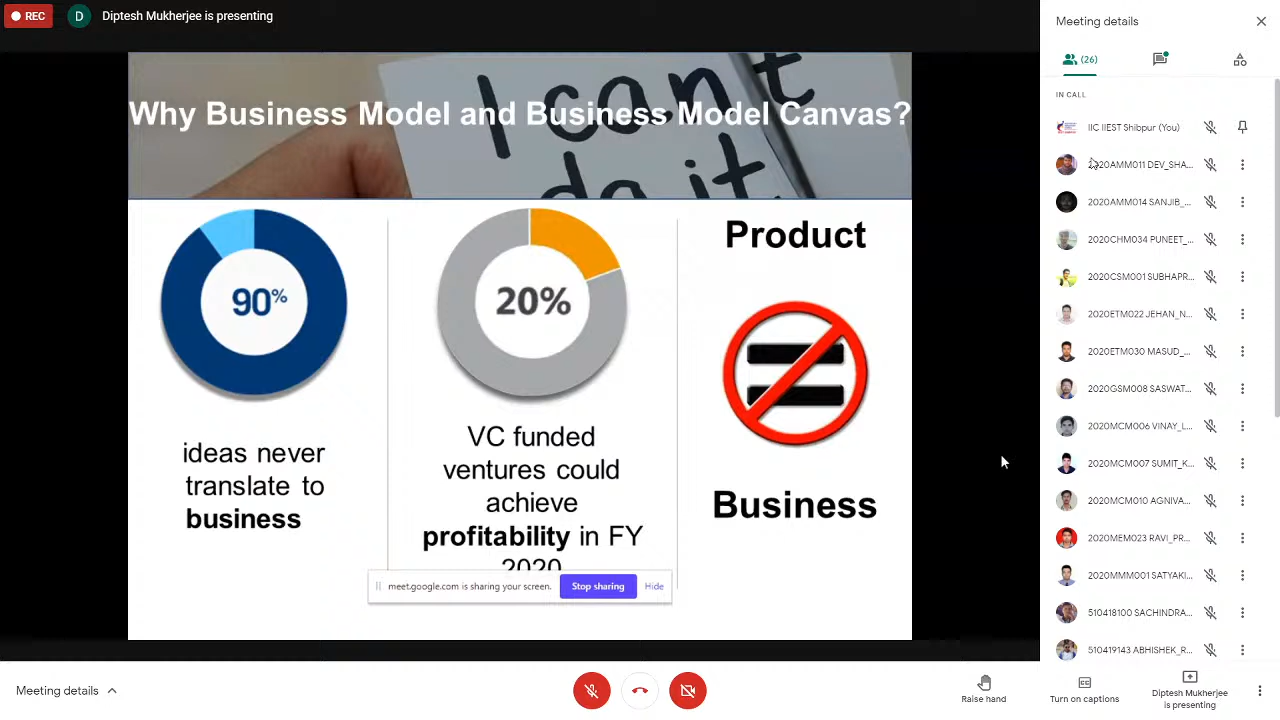 REC
D
Diptesh Mukherjee is presenting
I can't
do it.
Why Business Model and Business Model Canvas?
90%
ideas never
translate to
business
20%
VC funded
ventures could
achieve
profitability in FY
2020
Product
Business
meet.google.com is sharing your screen.
Stop sharing
Hide
Meeting details
(26)
IN CALL
IIC IIEST Shibpur (You)
2020AMM011 DEV_SHA...
2020AMM014 SANJIB_...
2020CHM034 PUNEET_...
2020CSM001 SUBHAPR...
2020ETM022 JEHAN_N...
2020ETM030 MASUD_...
2020GSM008 SASWAT...
2020MCM006 VINAY_L...
2020MCM007 SUMIT_K...
2020MCM010 AGNIVA...
2020MEM023 RAVI_PR...
2020MMM001 SATYAKI...
510418100 SACHINDRA...
510419143 ABHISHEK_R...
Meeting details
Raise hand
Turn on captions
Diptesh Mukherjee
is presenting